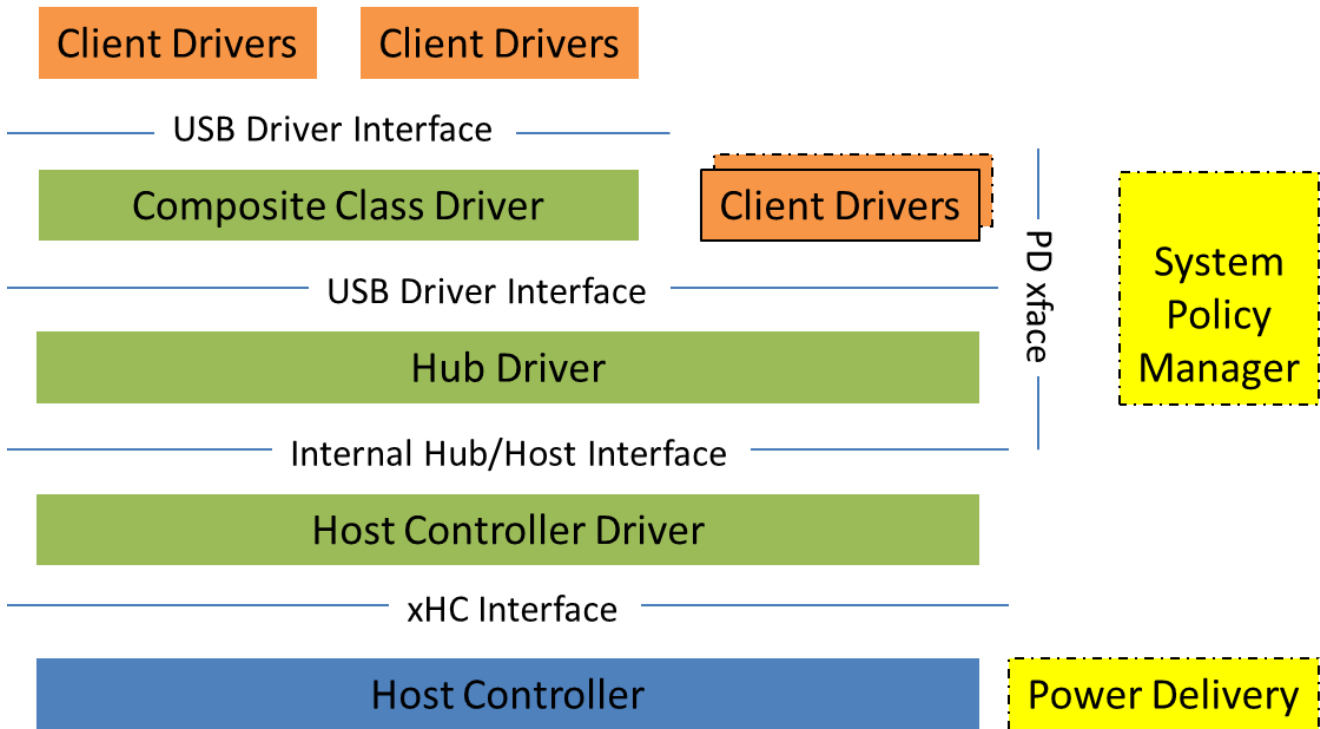 Client Drivers
Client Drivers
USB Driver Interface
Composite Class Driver
Client Drivers
PD xface
System
Policy
Manager
USB Driver Interface
Hub Driver
Internal Hub/Host Interface
Host Controller Driver
xHC Interface
Host Controller
Power Delivery